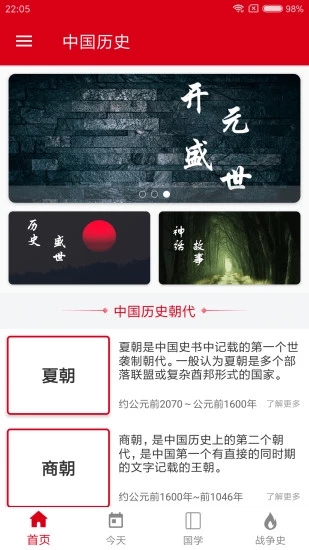 22:05
98%
中国历史
开元盛世
历史盛世
神话故事
中国历史朝代
夏朝
夏朝是中国史书中记载的第一个世
袭制朝代。一般认为夏朝是多个部
落联盟或复杂酋邦形式的国家。
约公元前2070～公元前1600年
了解更多
商朝
商朝，是中国历史上的第二个朝
代，是中国第一个有直接的同时期
的文字记载的王朝。
约公元前1600年~前1046年
了解更多
首页
今天
国学
战争史